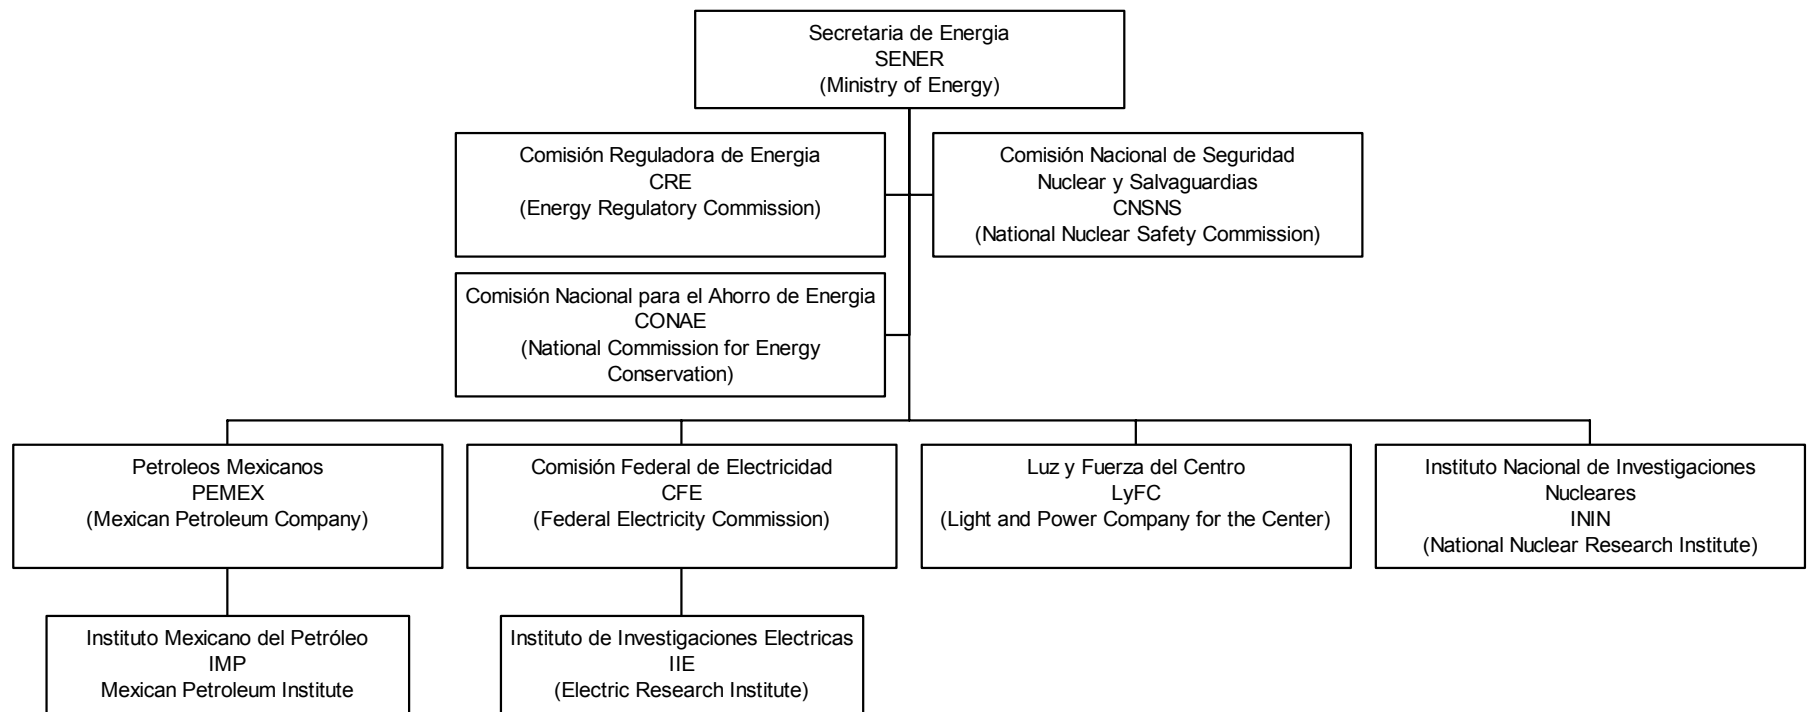 Secretaria de Energia
SENER
(Ministry of Energy)
Comisión Reguladora de Energia
CRE
(Energy Regulatory Commission)
Comisión Nacional de Seguridad
Nuclear y Salvaguardias
CNSNS
(National Nuclear Safety Commission)
Comisión Nacional para el Ahorro de Energia
CONAE
(National Commission for Energy
Conservation)
Petroleos Mexicanos
PEMEX
(Mexican Petroleum Company)
Comisión Federal de Electricidad
CFE
(Federal Electricity Commission)
Luz y Fuerza del Centro
LyFC
(Light and Power Company for the Center)
Instituto Nacional de Investigaciones
Nucleares
ININ
(National Nuclear Research Institute)
Instituto Mexicano del Petróleo
IMP
Mexican Petroleum Institute
Instituto de Investigaciones Electricas
IIE
(Electric Research Institute)